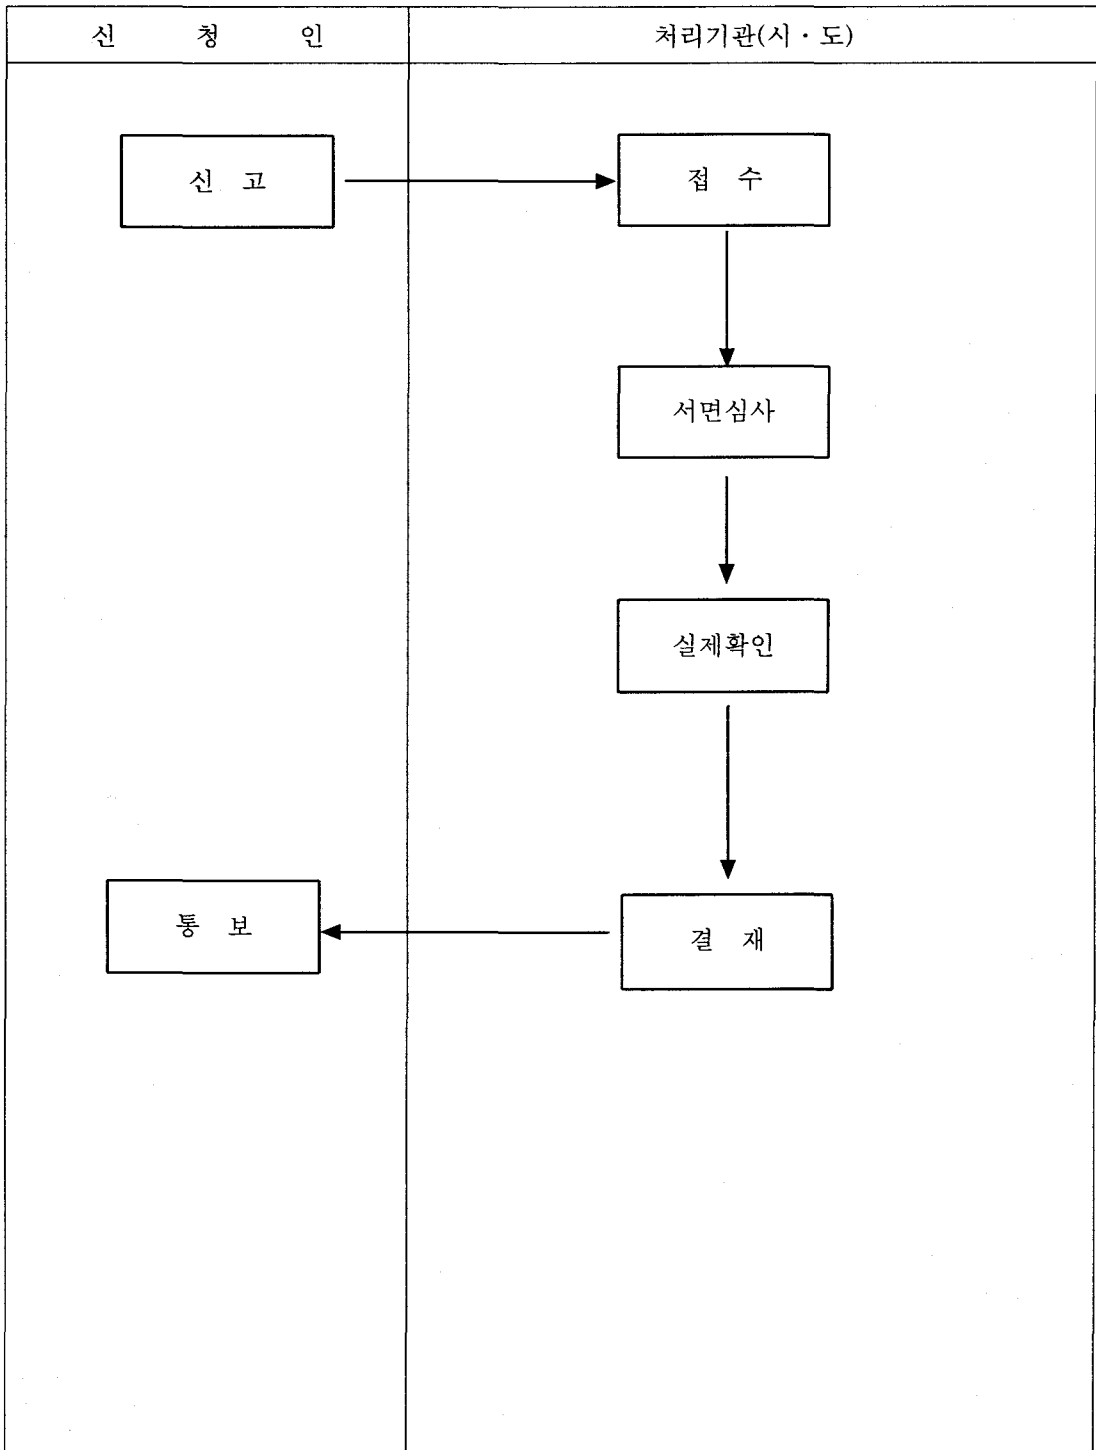 신 청 인 처리기관(시·도)
신 고 접 수
서면심사
실제확인
통 보 결 재